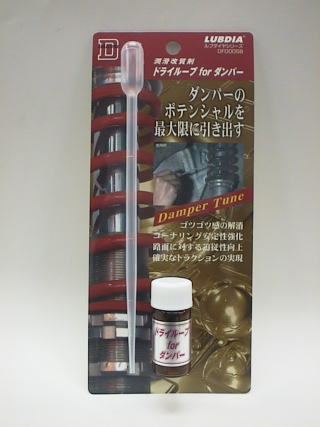 D
LUBDIA
ルブダイヤシリーズ
DF00058
潤滑改質剤
ドライルーブ for ダンパー
ダンパーの
ポテンシャルを
最大限に引き出す
Damper Tune
ゴツゴツ感の解消
コーナリング安定性強化
路面に対する追従性向上
確実なトラクションの実現
ドライルーブ
for
ダンパー